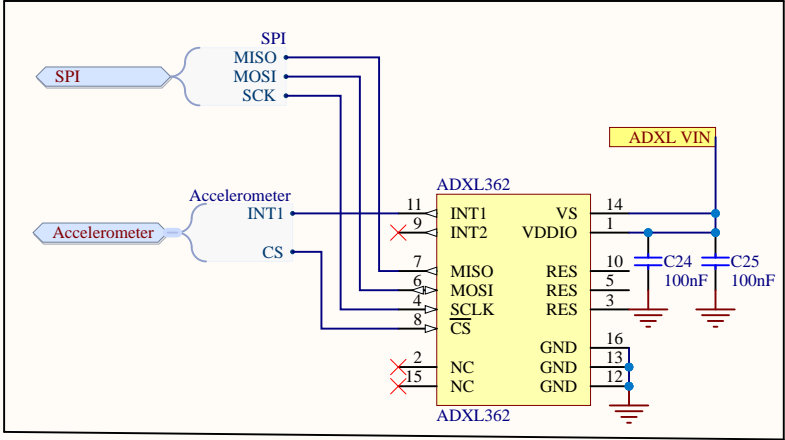 SPI
SPI
MISO
MOSI
SCK
ADXL VIN
Accelerometer
Accelerometer
INT1
CS
ADXL362
11 INT1 VS 14
9 INT2 VDDIO 1
7 MISO RES 10
6 MOSI RES 5
4 SCLK RES 3
8 CS
GND 16
2 NC GND 13
15 NC GND 12
C24
100nF
C25
100nF
ADXL362